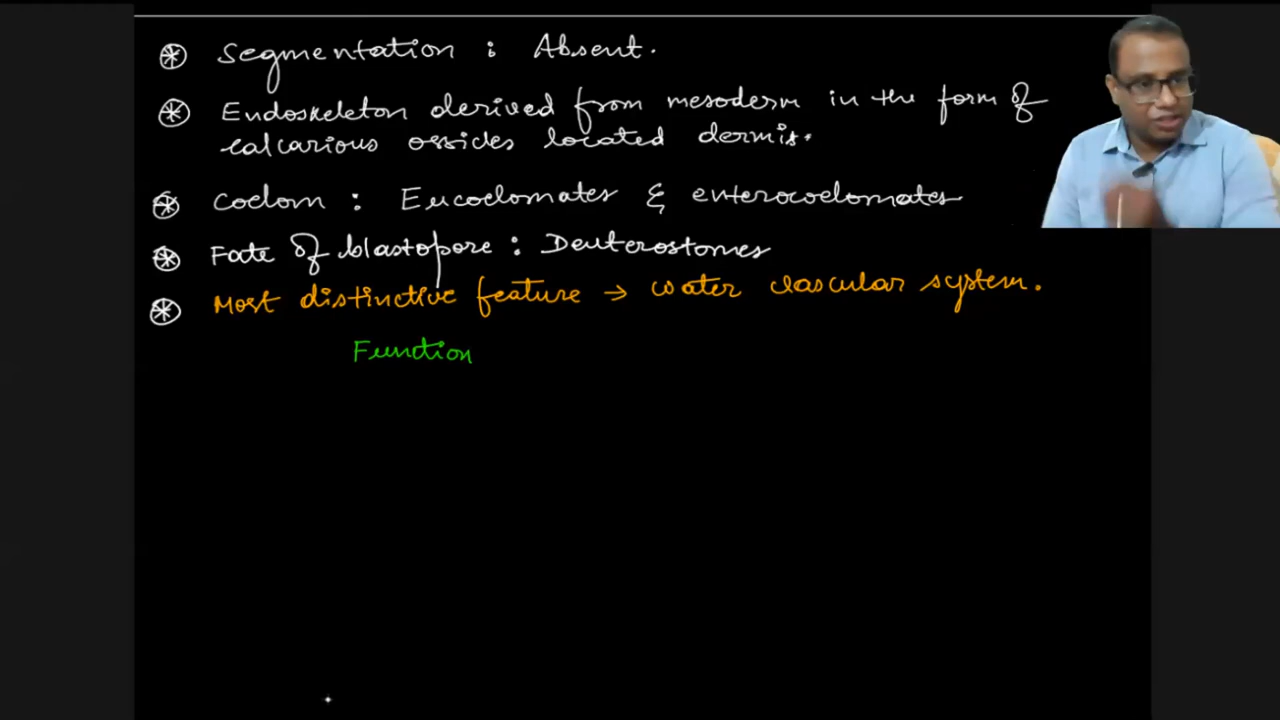 Segmentation : Absent.
Endoskeleton derived from mesoderm in the form of
calcarious ossicles located dermis.
Coelom : Eucoelomates & enterocoelomates
Fate of blastopore : Deuterostomes
Most distinctive feature → water vascular system.
Function